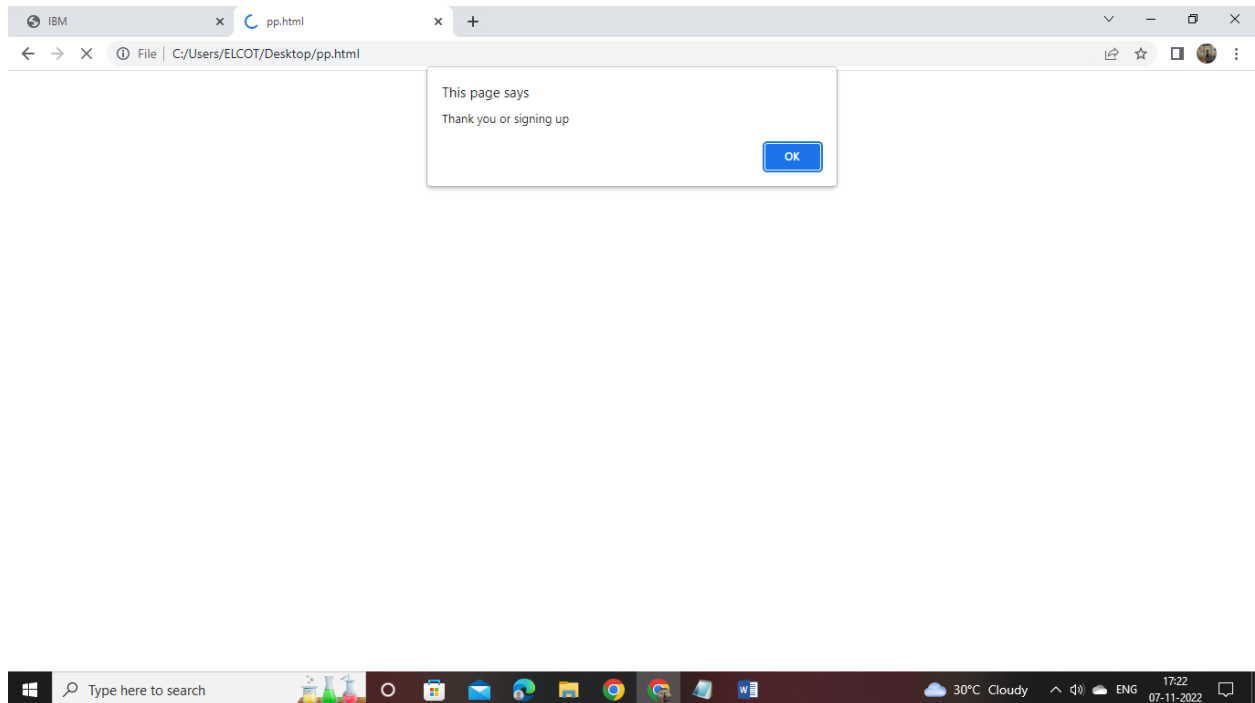 IBM
pp.html
File | C:/Users/ELCOT/Desktop/pp.html
This page says
Thank you or signing up
OK
Type here to search
30°C Cloudy
ENG
17:22
07-11-2022